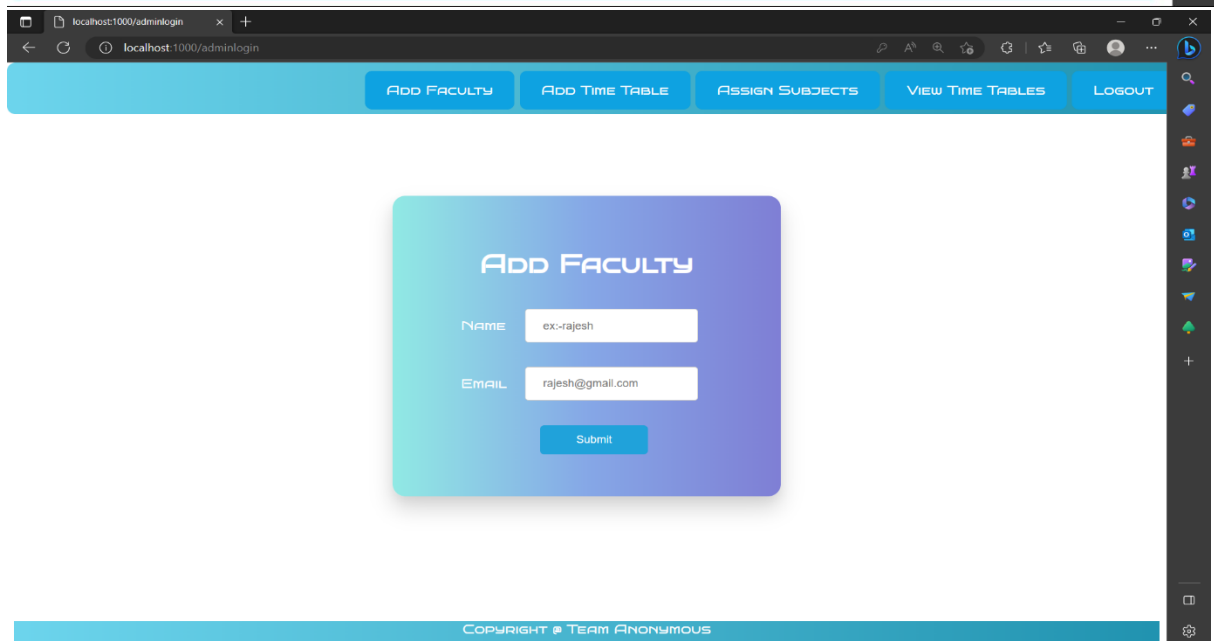 localhost:1000/adminlogin
localhost:1000/adminlogin
Add Faculty Add Time Table Assign Subjects View Time Tables Logout
Add Faculty
Name ex:-rajesh
Email rajesh@gmail.com
Submit
Copyright @ Team Anonymous